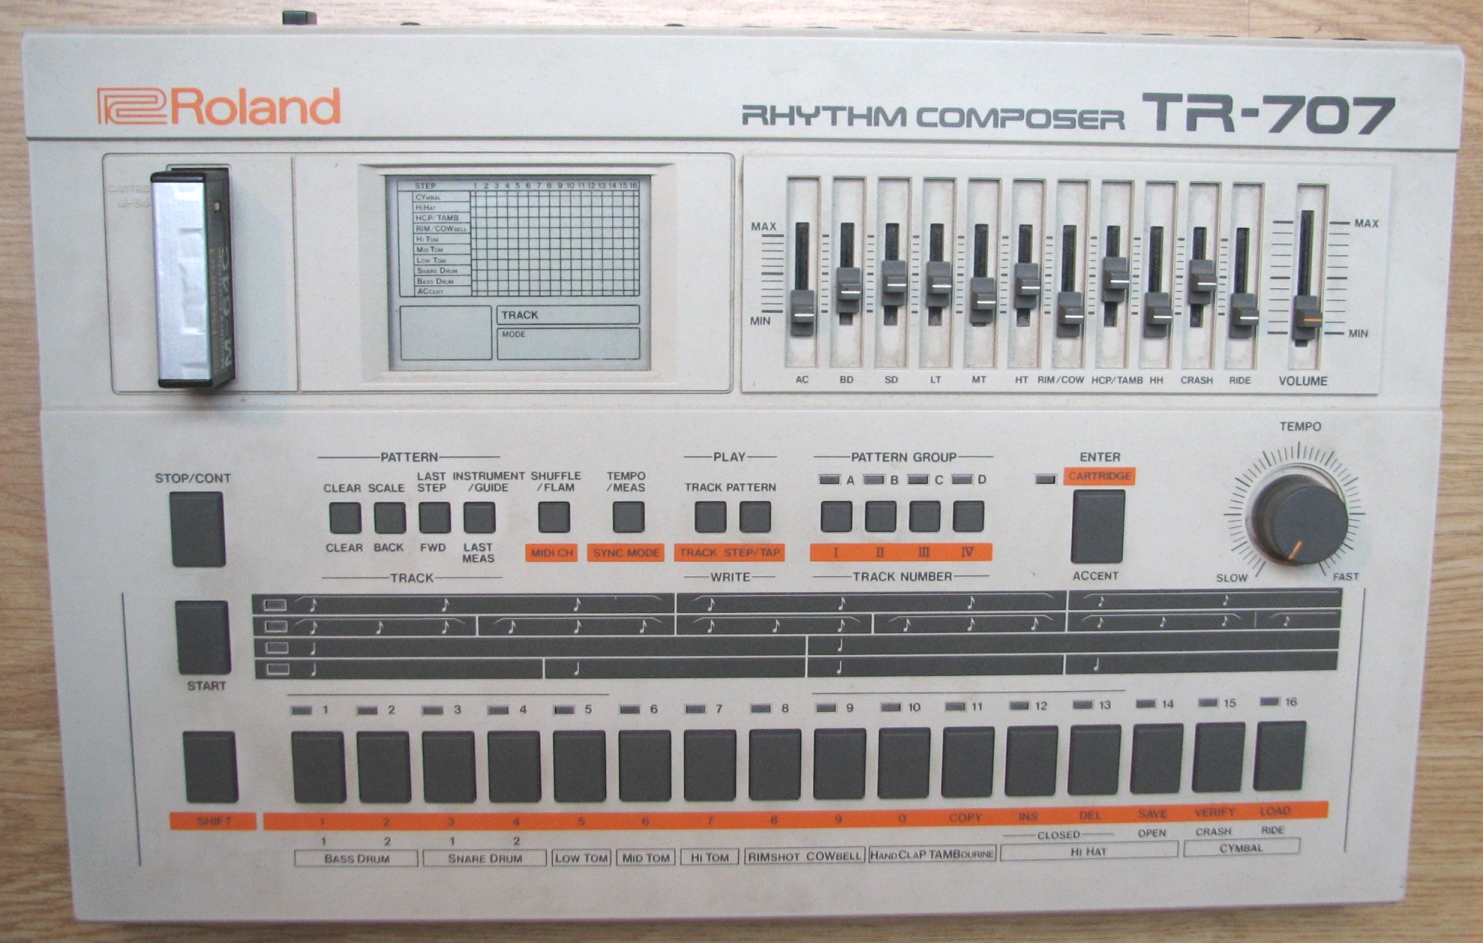 Roland
RHYTHM COMPOSER TR-707
STEP 1 2 3 4 5 6 7 8 9 10 11 12 13 14 15 16
CYMBAL
HiHAT
HCP/TAMB
RIM/COWBELL
Hi TOM
MID TOM
LOW TOM
SNARE DRUM
BASS DRUM
ACCENT
TRACK
MODE
MAX
MIN
AC BD SD LT MT HT RIM/COW HCP/TAMB HH CRASH RIDE
MAX
MIN
VOLUME
M-64C
TEMPO
SLOW FAST
STOP/CONT
PATTERN
CLEAR SCALE LAST STEP INSTRUMENT /GUIDE SHUFFLE /FLAM TEMPO /MEAS
CLEAR BACK FWD LAST MEAS MIDI CH SYNC MODE
TRACK
PLAY
TRACK PATTERN
TRACK STEP/TAP
WRITE
PATTERN GROUP
A B C D
I II III IV
TRACK NUMBER
ENTER
CARTRIDGE
ACCENT
START
1 2 3 4 5 6 7 8 9 10 11 12 13 14 15 16
SHIFT 1 2 3 4 5 6 7 8 9 0 COPY INS DEL SAVE VERIFY LOAD
1 2 1 2 CLOSED OPEN CRASH RIDE
BASS DRUM SNARE DRUM LOW TOM MID TOM Hi TOM RIMSHOT COWBELL HANDCLAP TAMBOURINE Hi HAT CYMBAL